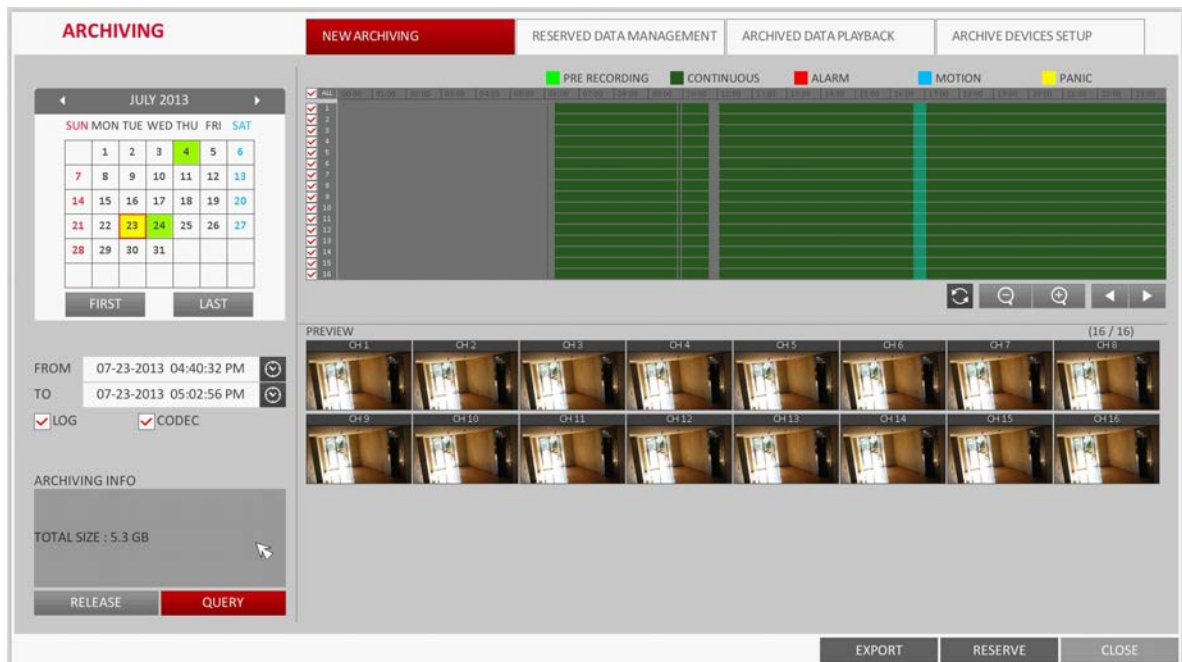 ARCHIVING
NEW ARCHIVING
RESERVED DATA MANAGEMENT
ARCHIVED DATA PLAYBACK
ARCHIVE DEVICES SETUP
PRE RECORDING CONTINUOUS ALARM MOTION PANIC
JULY 2013
SUN MON TUE WED THU FRI SAT
1 2 3 4 5 6
7 8 9 10 11 12 13
14 15 16 17 18 19 20
21 22 23 24 25 26 27
28 29 30 31
FIRST LAST
FROM 07-23-2013 04:40:32 PM
TO 07-23-2013 05:02:56 PM
LOG CODEC
ARCHIVING INFO
TOTAL SIZE : 5.3 GB
RELEASE QUERY
ALL
1
2
3
4
5
6
7
8
9
10
11
12
13
14
15
16
PREVIEW (16 / 16)
CH 1 CH 2 CH 3 CH 4 CH 5 CH 6 CH 7 CH 8
CH 9 CH 10 CH 11 CH 12 CH 13 CH 14 CH 15 CH 16
EXPORT RESERVE CLOSE